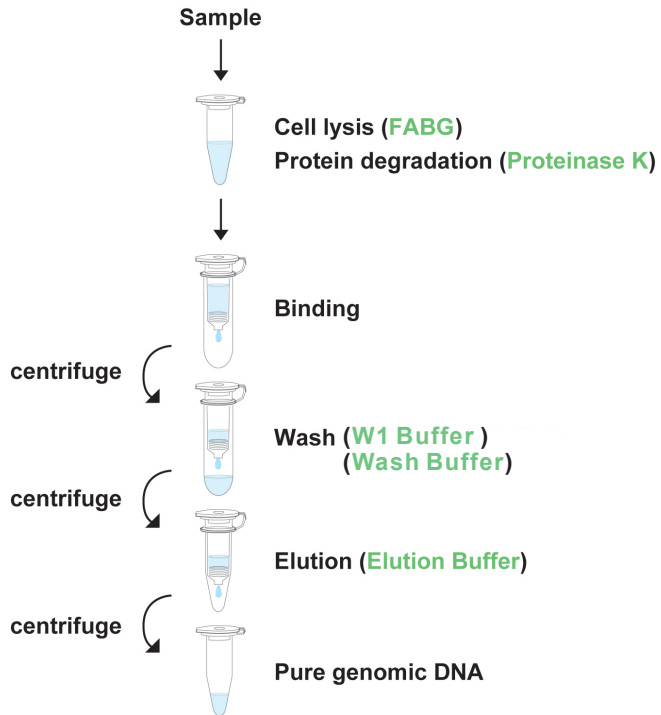 Sample
Cell lysis (FABG)
Protein degradation (Proteinase K)
Binding
centrifuge
Wash (W1 Buffer )
(Wash Buffer)
centrifuge
Elution (Elution Buffer)
centrifuge
Pure genomic DNA